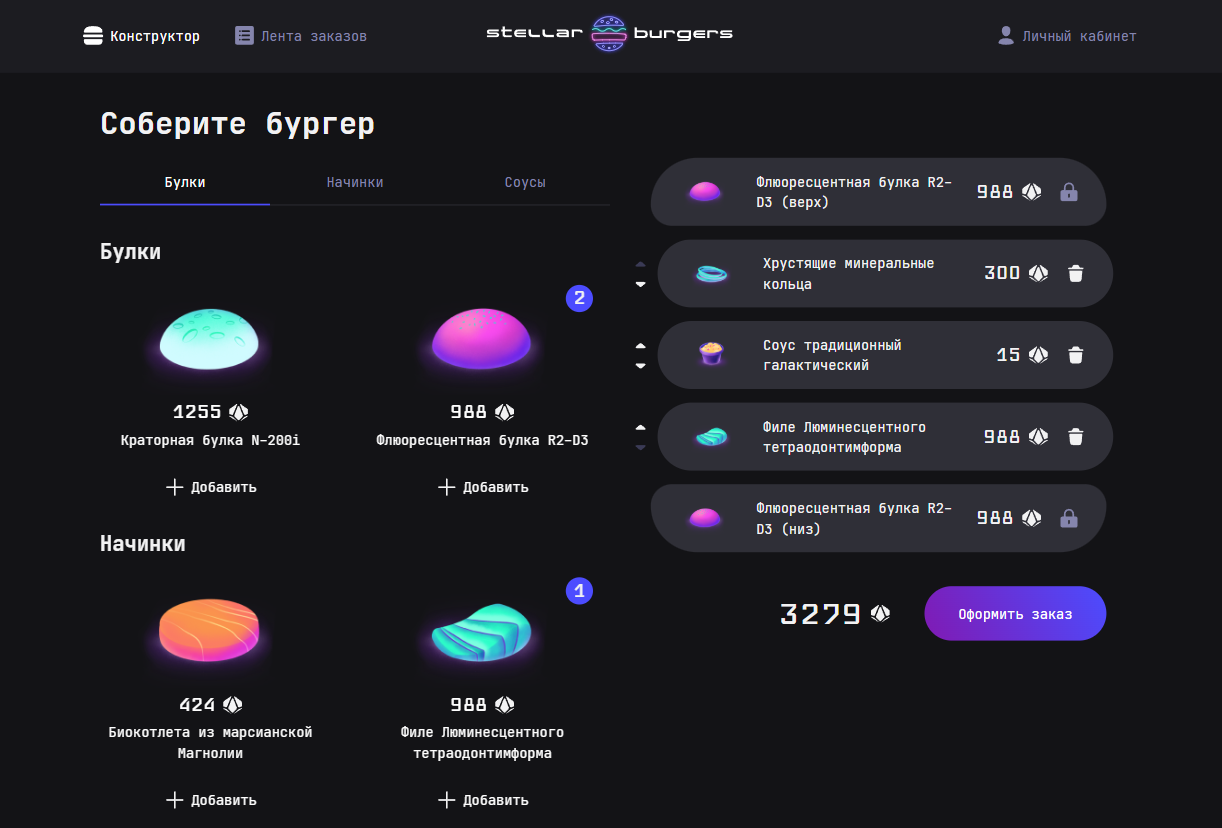 Конструктор
Лента заказов
stellar burgers
Личный кабинет
Соберите бургер
Булки
Начинки
Соусы
Булки
2
1255
988
Краторная булка N-200i
Флюоресцентная булка R2-D3
Добавить
Добавить
Начинки
1
424
988
Биокотлета из марсианской
Магнолии
Филе Люминесцентного
тетраодонтимформа
Добавить
Добавить
Флюоресцентная булка R2-
D3 (верх)
988
Хрустящие минеральные
кольца
300
Соус традиционный
галактический
15
Филе Люминесцентного
тетраодонтимформа
988
Флюоресцентная булка R2-
D3 (низ)
988
3279
Оформить заказ